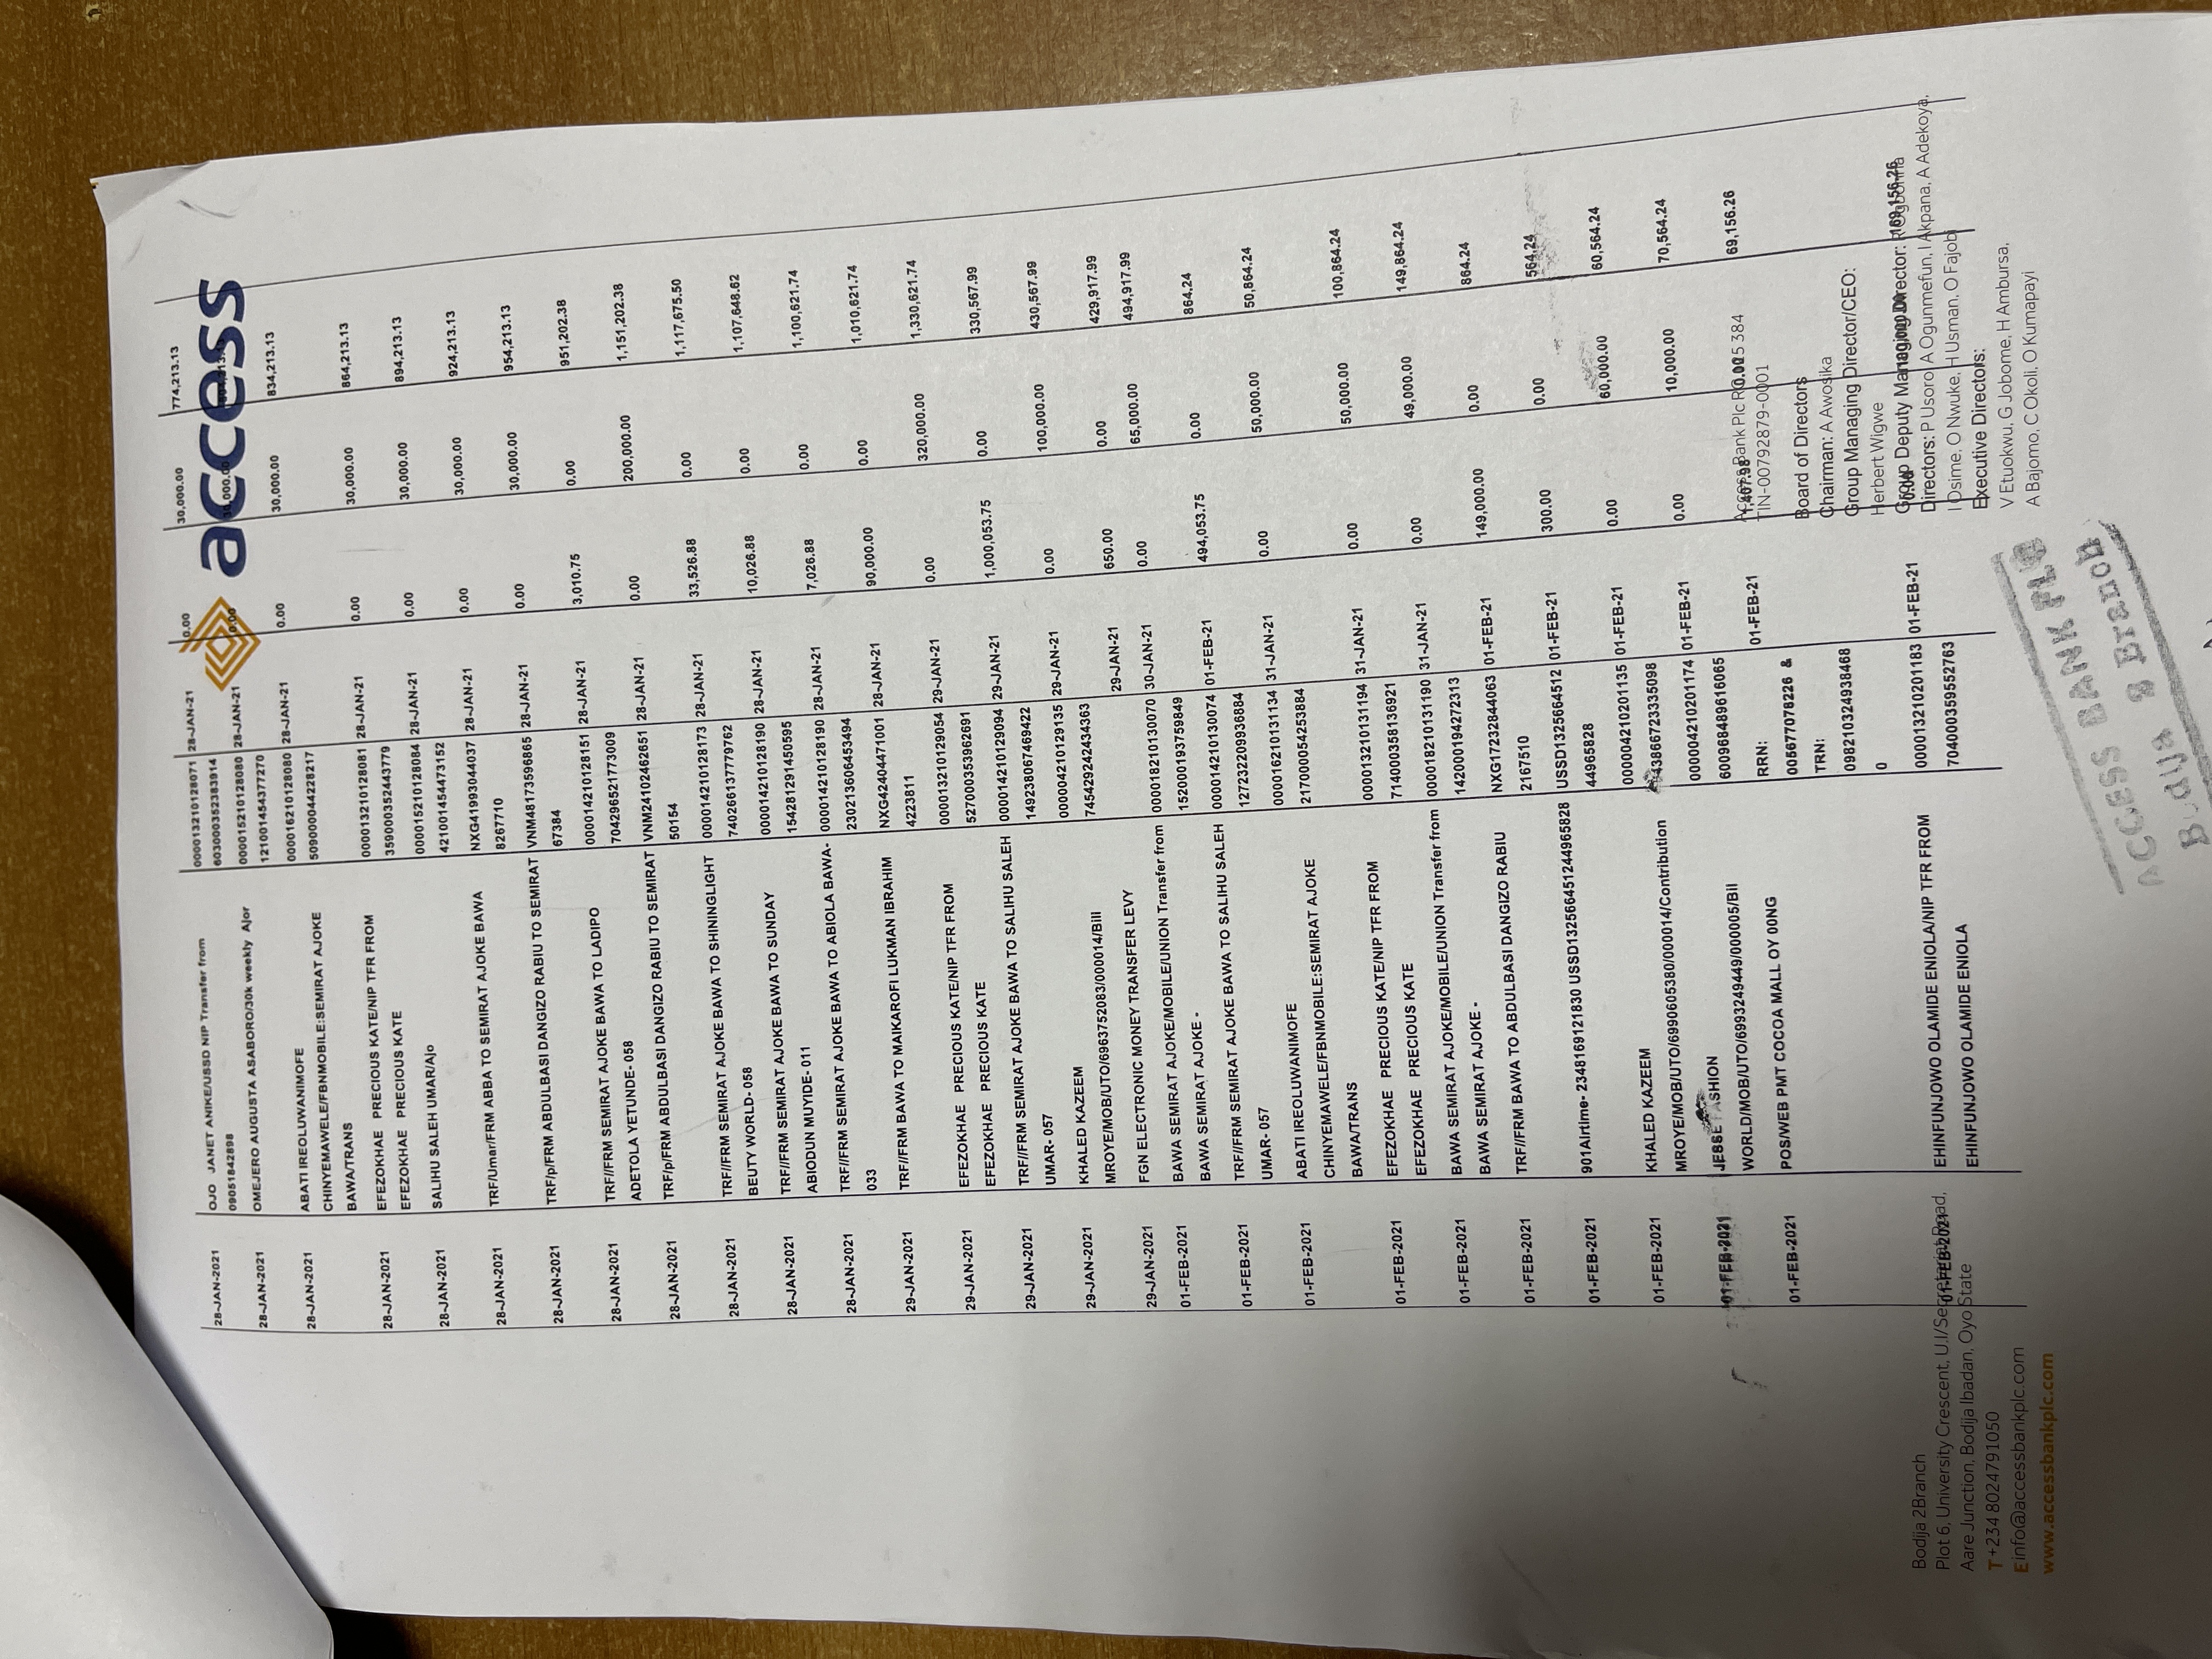 access
28-JAN-2021 OJO JANET ANIKE/USSD NIP Transfer from 000013210128071 28-JAN-21 0.00 30,000.00 774,213.13
09051842898 603000352383914
28-JAN-2021 OMEJERO AUGUSTA ASABORO/30k weekly Ajor 000015210128080 28-JAN-21 0.00 30,000.00 804,213.13
121001454377270
28-JAN-2021 ABATI IREOLUWANIMOFE 000016210128080 28-JAN-21 0.00 30,000.00 834,213.13
CHINYEMAWELE/FBNMOBILE:SEMIRAT AJOKE 509000044228217
BAWA/TRANS
28-JAN-2021 EFEZOKHAE PRECIOUS KATE/NIP TFR FROM 000013210128081 28-JAN-21 0.00 30,000.00 864,213.13
EFEZOKHAE PRECIOUS KATE 359000352443779
28-JAN-2021 SALIHU SALEH UMAR/Ajo 000015210128084 28-JAN-21 0.00 30,000.00 894,213.13
421001454473152
28-JAN-2021 TRF/Umar/FRM ABBA TO SEMIRAT AJOKE BAWA NXG41993044037 28-JAN-21 0.00 30,000.00 924,213.13
8267710
28-JAN-2021 TRF/p/FRM ABDULBASI DANGIZO RABIU TO SEMIRAT VNM48173596865 28-JAN-21 0.00 30,000.00 954,213.13
67384
28-JAN-2021 TRF//FRM SEMIRAT AJOKE BAWA TO LADIPO 000014210128151 28-JAN-21 3,010.75 0.00 951,202.38
ADETOLA YETUNDE- 058 704296521773009
28-JAN-2021 TRF/p/FRM ABDULBASI DANGIZO RABIU TO SEMIRAT VNM24102462651 28-JAN-21 0.00 200,000.00 1,151,202.38
50154
28-JAN-2021 TRF//FRM SEMIRAT AJOKE BAWA TO SHININGLIGHT 000014210128173 28-JAN-21 33,526.88 0.00 1,117,675.50
BEUTY WORLD- 058 740266137779762
28-JAN-2021 TRF//FRM SEMIRAT AJOKE BAWA TO SUNDAY 000014210128190 28-JAN-21 10,026.88 0.00 1,107,648.62
ABIODUN MUYIDE- 011 154281291450595
28-JAN-2021 TRF//FRM SEMIRAT AJOKE BAWA TO ABIOLA BAWA- 000014210128190 28-JAN-21 7,026.88 0.00 1,100,621.74
033 230213606453494
29-JAN-2021 TRF//FRM BAWA TO MAIKAROFI LUKMAN IBRAHIM NXG42404471001 28-JAN-21 90,000.00 0.00 1,010,621.74
4223811
29-JAN-2021 EFEZOKHAE PRECIOUS KATE/NIP TFR FROM 000013210129054 29-JAN-21 0.00 320,000.00 1,330,621.74
EFEZOKHAE PRECIOUS KATE 527000353962691
29-JAN-2021 TRF//FRM SEMIRAT AJOKE BAWA TO SALIHU SALEH 000014210129094 29-JAN-21 1,000,053.75 0.00 330,567.99
UMAR- 057 149238067469422
29-JAN-2021 KHALED KAZEEM 000004210129135 29-JAN-21 0.00 100,000.00 430,567.99
MROYE/MOB/UTO/6963752083/000014/Bill 745429242434363
29-JAN-2021 FGN ELECTRONIC MONEY TRANSFER LEVY 29-JAN-21 650.00 0.00 429,917.99
01-FEB-2021 BAWA SEMIRAT AJOKE/MOBILE/UNION Transfer from 000018210130070 30-JAN-21 0.00 65,000.00 494,917.99
BAWA SEMIRAT AJOKE - 152000193759849
01-FEB-2021 TRF//FRM SEMIRAT AJOKE BAWA TO SALIHU SALEH 000014210130074 01-FEB-21 494,053.75 0.00 864.24
UMAR- 057 127232209936884
01-FEB-2021 ABATI IREOLUWANIMOFE 000016210131134 31-JAN-21 0.00 50,000.00 50,864.24
CHINYEMAWELE/FBNMOBILE:SEMIRAT AJOKE 217000054253884
BAWA/TRANS
01-FEB-2021 EFEZOKHAE PRECIOUS KATE/NIP TFR FROM 000013210131194 31-JAN-21 0.00 50,000.00 100,864.24
EFEZOKHAE PRECIOUS KATE 714000358136921
01-FEB-2021 BAWA SEMIRAT AJOKE/MOBILE/UNION Transfer from 000018210131190 31-JAN-21 0.00 49,000.00 149,864.24
BAWA SEMIRAT AJOKE - 142000194272313
01-FEB-2021 TRF//FRM BAWA TO ABDULBASI DANGIZO RABIU NXG17232844063 01-FEB-21 149,000.00 0.00 864.24
2167510
01-FEB-2021 901Airtime- 2348169121830 USSD132566451244965828 USSD1325664512 01-FEB-21 300.00 0.00 564.24
44965828
01-FEB-2021 KHALED KAZEEM 000004210201135 01-FEB-21 0.00 60,000.00 60,564.24
MROYE/MOB/UTO/6990605380/000014/Contribution 43866723335098
01-FEB-2021 JESSE FASHION 000004210201174 01-FEB-21 0.00 10,000.00 70,564.24
WORLD/MOB/UTO/6993249449/000005/Bil 600968489616065
01-FEB-2021 POS/WEB PMT COCOA MALL OY 00NG RRN: 01-FEB-21 1,407.98 0.00 69,156.26
005677078226 &
TRN:
098210324938468
0
01-FEB-2021 EHINFUNJOWO OLAMIDE ENIOLA/NIP TFR FROM 000013210201183 01-FEB-21 0.00 100,000.00 169,156.26
EHINFUNJOWO OLAMIDE ENIOLA 704000359552763
Bodija 2Branch
Plot 6, University Crescent, U.I/Secretariat Road,
Aare Junction, Bodija Ibadan, Oyo State
T +234 8024791050
E info@accessbankplc.com
www.accessbankplc.com
Access Bank Plc RC 125 384
TIN-00792879-0001
Board of Directors
Chairman: A Awosika
Group Managing Director/CEO:
Herbert Wigwe
Group Deputy Managing Director: R Ogbonna
Directors: P Usoro, A Ogunmefun, I Akpana, A Adekoya,
I Osime, O Nwuke, H Usman, O Fajobi
Executive Directors:
V Etuokwu, G Jobome, H Ambursa,
A Bajomo, C Okoli, O Kumapayi
ACCESS BANK PLC
Bodija 2 Branch